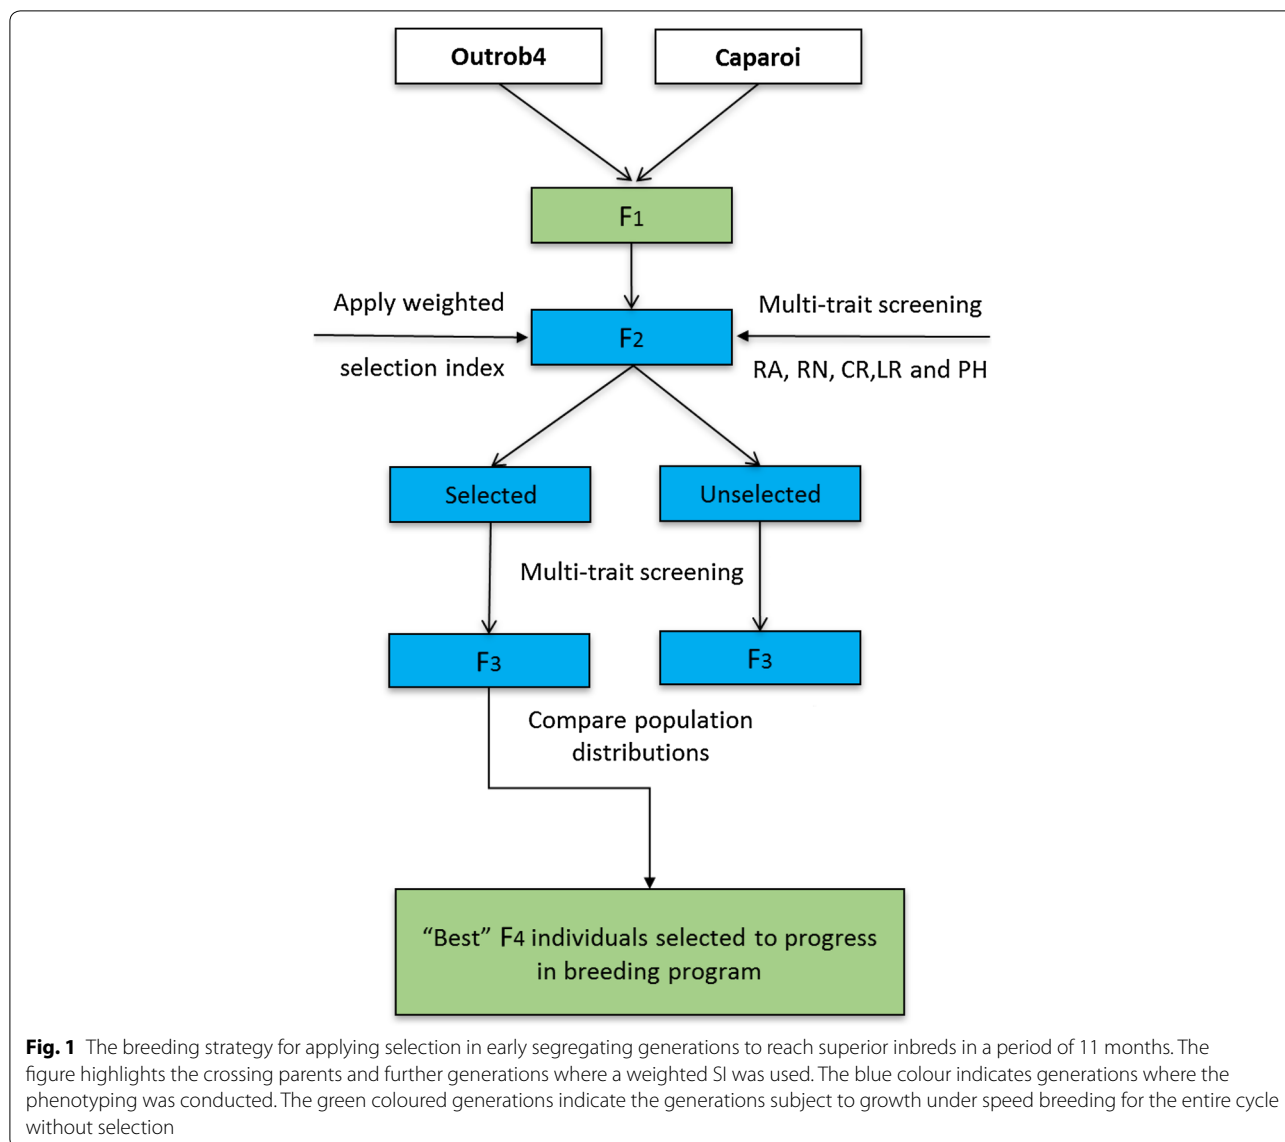 Outrob4
Caparoi
F1
Apply weighted
selection index
F2
Multi-trait screening
RA, RN, CR,LR and PH
Selected
Unselected
Multi-trait screening
F3
F3
Compare population
distributions
“Best” F4 individuals selected to progress
in breeding program
Fig. 1 The breeding strategy for applying selection in early segregating generations to reach superior inbreds in a period of 11 months. The
figure highlights the crossing parents and further generations where a weighted SI was used. The blue colour indicates generations where the
phenotyping was conducted. The green coloured generations indicate the generations subject to growth under speed breeding for the entire cycle
without selection